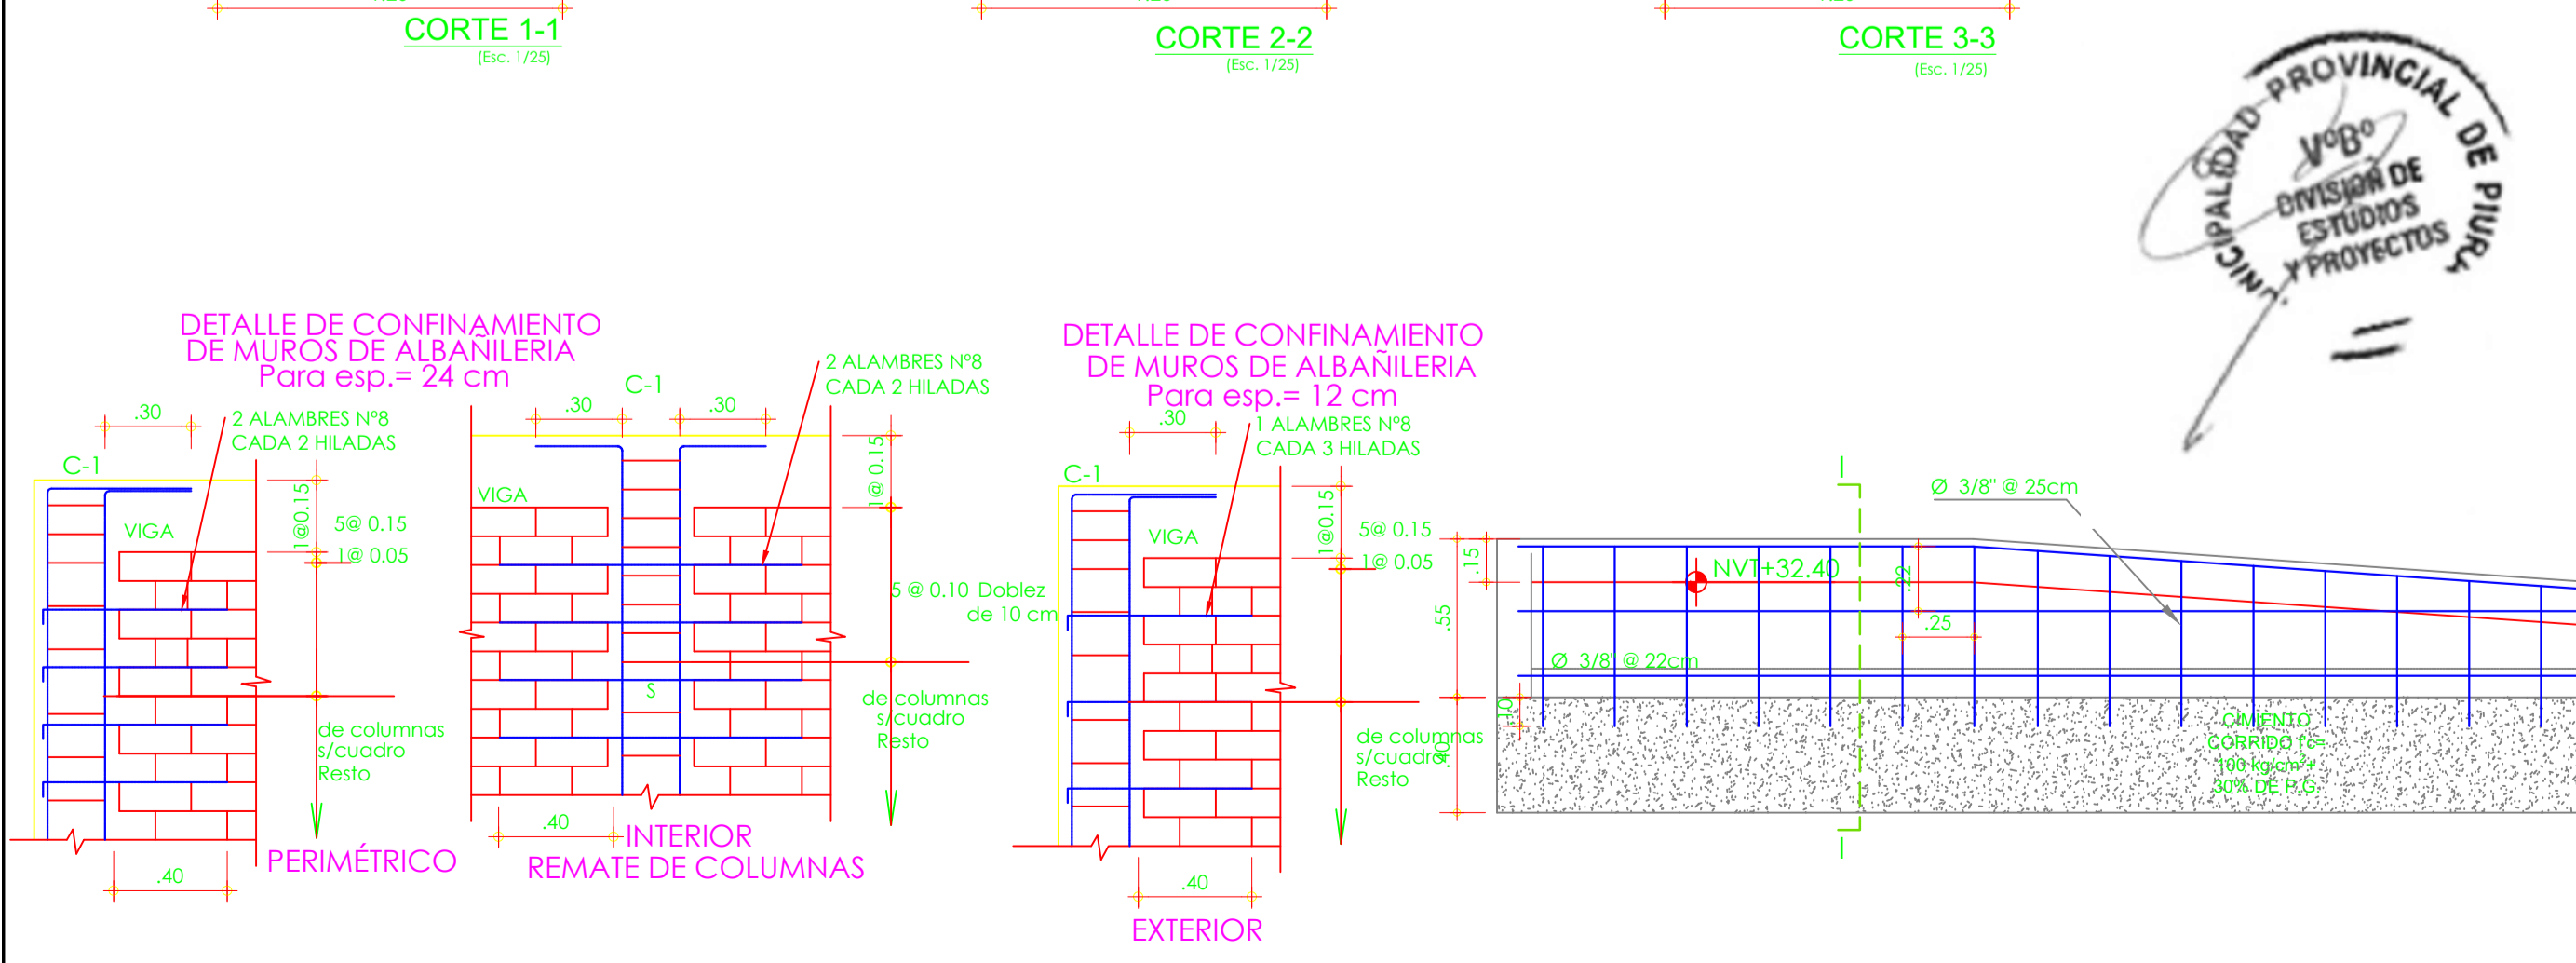 CORTE 1-1
(Esc. 1/25)
CORTE 2-2
(Esc. 1/25)
CORTE 3-3
(Esc. 1/25)
PROVINCIAL DE PIURA
VºBº
DIVISION DE
ESTUDIOS
Y PROYECTOS
DETALLE DE CONFINAMIENTO
DE MUROS DE ALBAÑILERIA
Para esp.= 24 cm
.30
2 ALAMBRES Nº8
CADA 2 HILADAS
C-1
VIGA
1@0.15
5@ 0.15
1@ 0.05
de columnas
s/cuadro
Resto
.40
PERIMÉTRICO
C-1
.30
.30
2 ALAMBRES Nº8
CADA 2 HILADAS
VIGA
1@ 0.15
5 @ 0.10 Doblez
de 10 cm
S
de columnas
s/cuadro
Resto
.40
INTERIOR
REMATE DE COLUMNAS
DETALLE DE CONFINAMIENTO
DE MUROS DE ALBAÑILERIA
Para esp.= 12 cm
.30
1 ALAMBRES Nº8
CADA 3 HILADAS
C-1
VIGA
1@0.15
5@ 0.15
1@ 0.05
de columnas
s/cuadro
Resto
.40
EXTERIOR
Ø 3/8" @ 25cm
.15
NVT+32.40
.22
.55
.25
Ø 3/8" @ 22cm
.10
.40
CIMIENTO
CORRIDO f'c=
100 kg/cm²+
30% DE P.G.